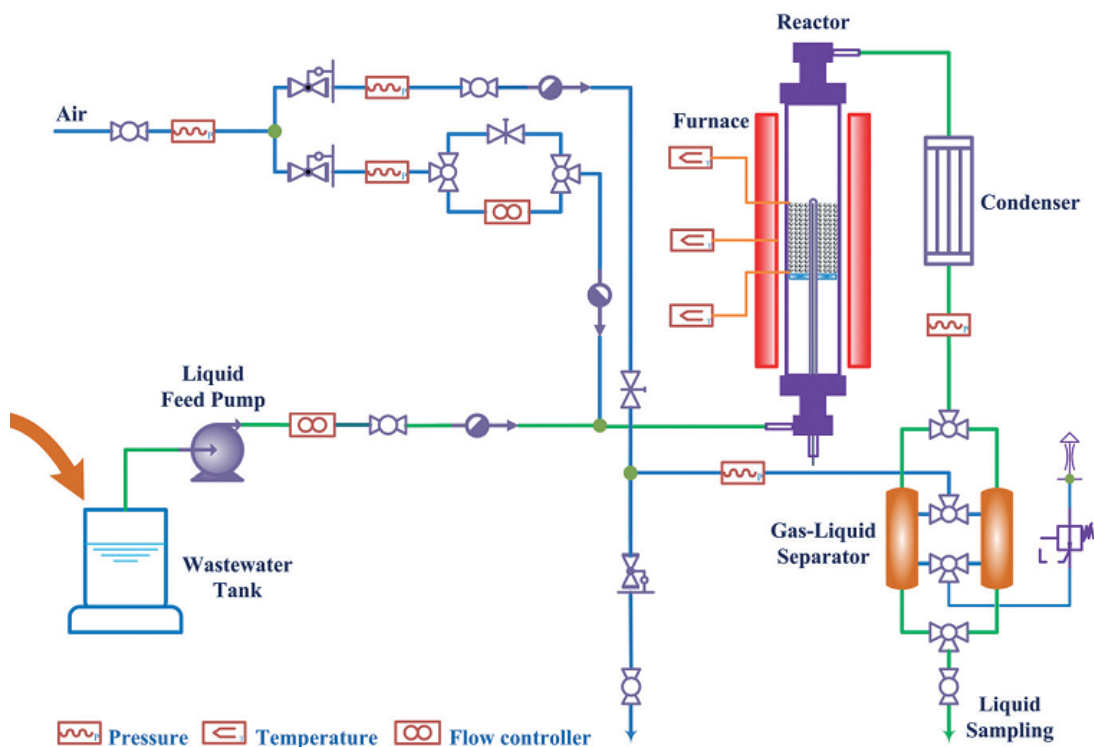 Reactor
Air
Furnace
Condenser
Liquid
Feed Pump
Gas-Liquid
Separator
Wastewater
Tank
L
Liquid
Sampling
Pressure
Temperature
Flow controller
P
P
P
P
P
P
T
T
T
P
T